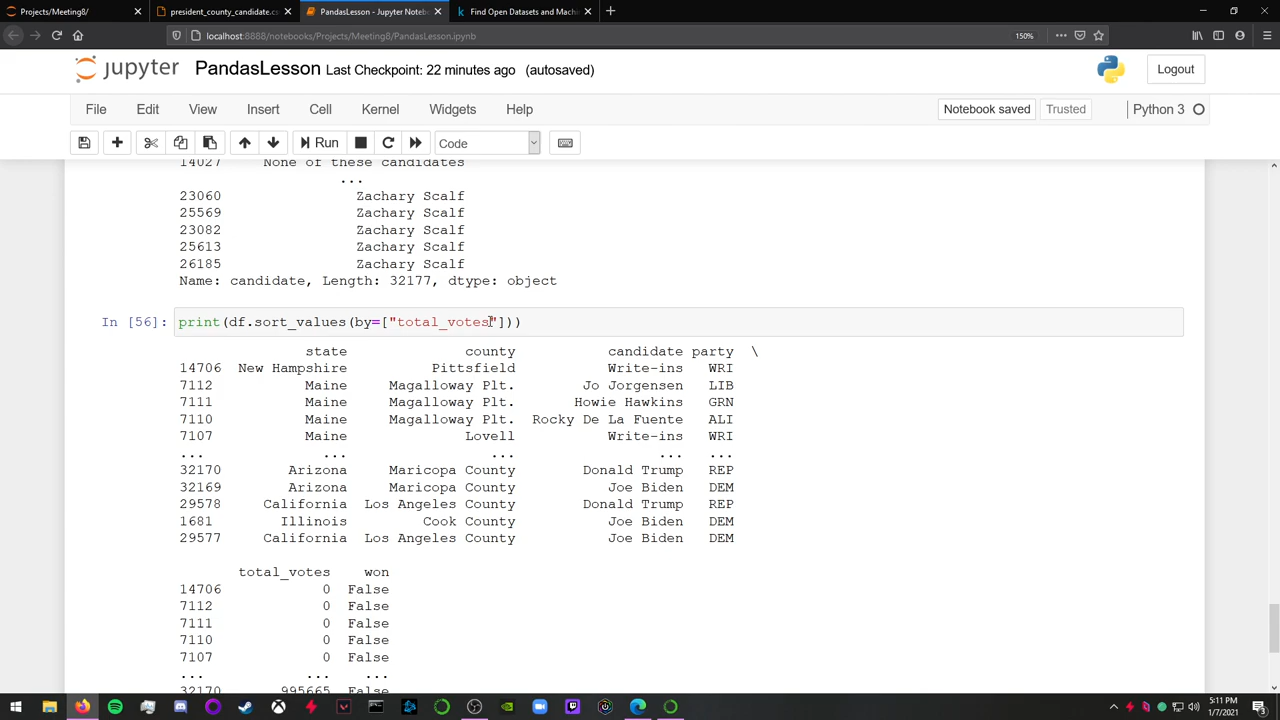 Projects/Meeting8/
president_county_candidate.cs
PandasLesson - Jupyter Notebo
Find Open Datasets and Machin
localhost:8888/notebooks/Projects/Meeting8/PandasLesson.ipynb
150%
jupyter PandasLesson Last Checkpoint: 22 minutes ago (autosaved)
Logout
File Edit View Insert Cell Kernel Widgets Help
Notebook saved Trusted Python 3
Run Code
14027 None of these candidates
...
23060 Zachary Scalf
25569 Zachary Scalf
23082 Zachary Scalf
25613 Zachary Scalf
26185 Zachary Scalf
Name: candidate, Length: 32177, dtype: object
In [56]: print(df.sort_values(by=["total_votes"]))
state county candidate party \
14706 New Hampshire Pittsfield Write-ins WRI
7112 Maine Magalloway Plt. Jo Jorgensen LIB
7111 Maine Magalloway Plt. Howie Hawkins GRN
7110 Maine Magalloway Plt. Rocky De La Fuente ALI
7107 Maine Lovell Write-ins WRI
... ... ... ... ...
32170 Arizona Maricopa County Donald Trump REP
32169 Arizona Maricopa County Joe Biden DEM
29578 California Los Angeles County Donald Trump REP
1681 Illinois Cook County Joe Biden DEM
29577 California Los Angeles County Joe Biden DEM
total_votes won
14706 0 False
7112 0 False
7111 0 False
7110 0 False
7107 0 False
... ... ...
32170 995665 False
5:11 PM
1/7/2021